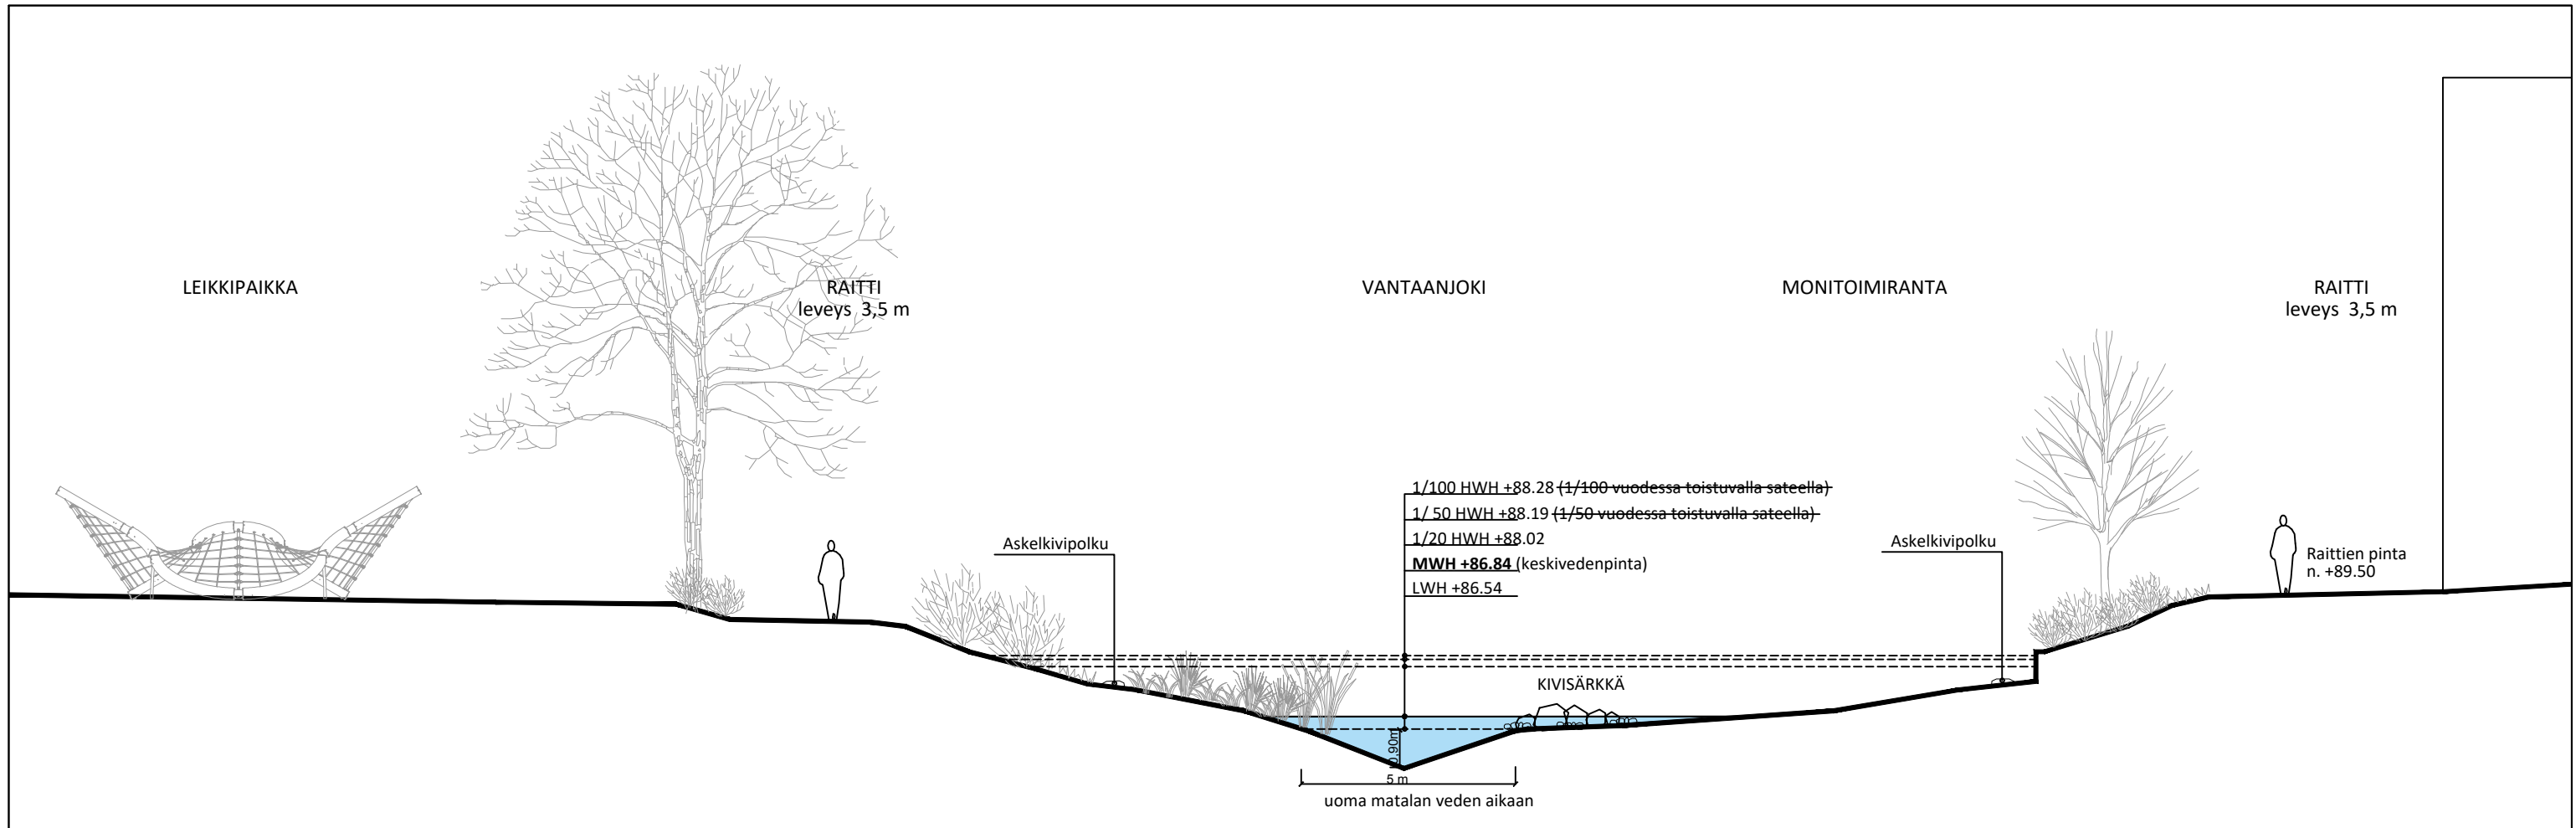 LEIKKIPAIKKA
RAITTI
leveys 3,5 m
VANTAANJOKI
MONITOIMIRANTA
RAITTI
leveys 3,5 m
1/100 HWH +88.28 (1/100 vuodessa toistuvalla sateella)
1/ 50 HWH +88.19 (1/50 vuodessa toistuvalla sateella)
1/20 HWH +88.02
MWH +86.84 (keskivedenpinta)
LWH +86.54
Askelkivipolku
Askelkivipolku
Raittien pinta
n. +89.50
KIVISÄRKKÄ
0,90m
5 m
uoma matalan veden aikaan